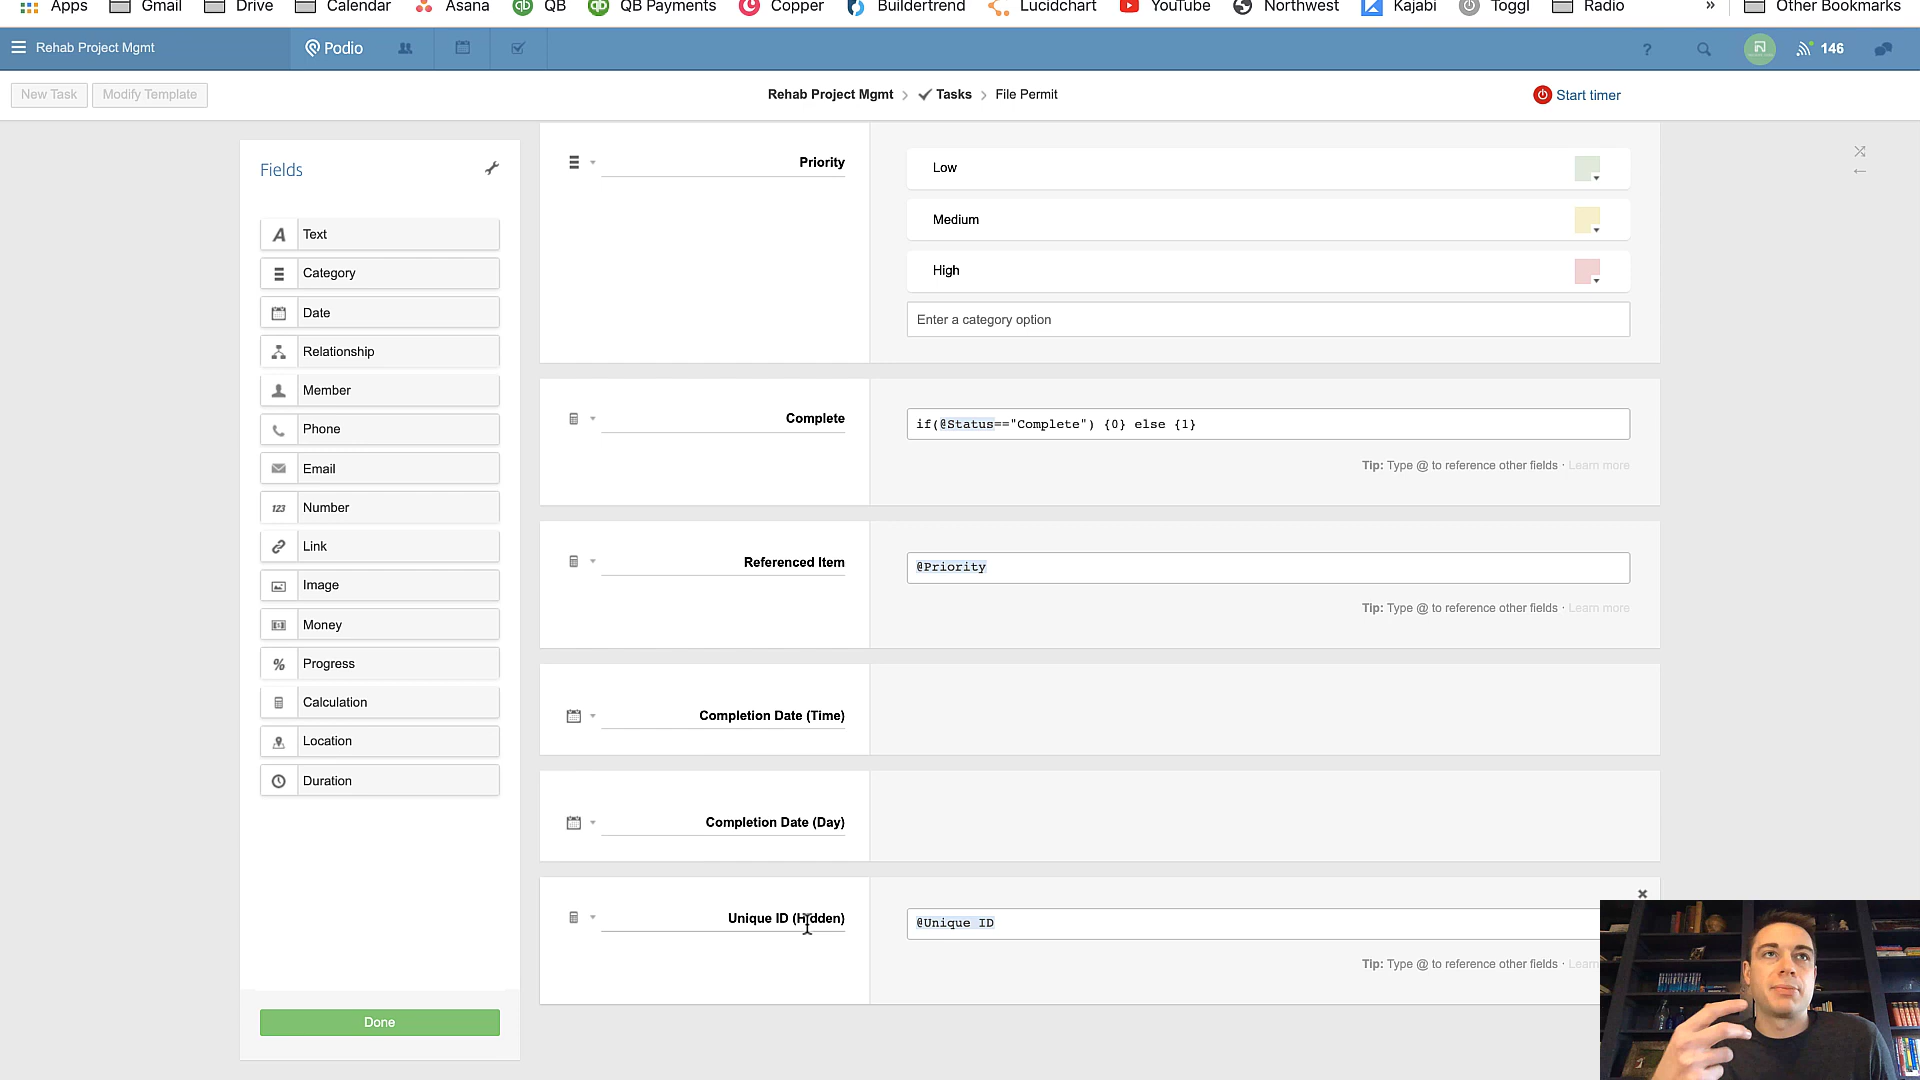 Apps Gmail Drive Calendar Asana QB QB Payments Copper Buildertrend Lucidchart YouTube Northwest Kajabi Toggl Radio » Other Bookmarks
Rehab Project Mgmt Podio ? 146
New Task Modify Template Rehab Project Mgmt > Tasks > File Permit Start timer
Fields
Text
Category
Date
Relationship
Member
Phone
Email
Number
Link
Image
Money
Progress
Calculation
Location
Duration
Done
Priority
Low
Medium
High
Enter a category option
Complete
if(@Status=="Complete") {0} else {1}
Tip: Type @ to reference other fields · Learn more
Referenced Item
@Priority
Tip: Type @ to reference other fields · Learn more
Completion Date (Time)
Completion Date (Day)
Unique ID (Hidden)
@Unique ID
Tip: Type @ to reference other fields · Learn